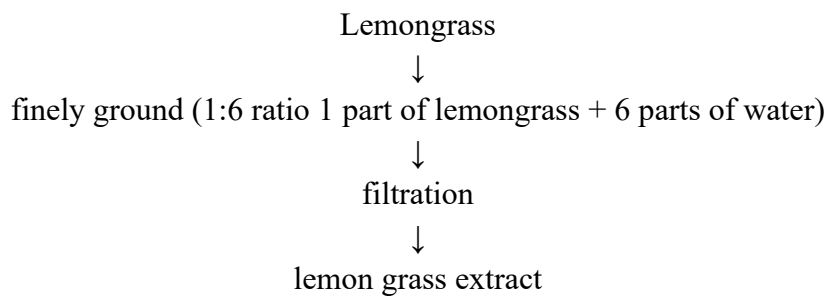 Lemongrass
↓
finely ground (1:6 ratio 1 part of lemongrass + 6 parts of water)
↓
filtration
↓
lemon grass extract